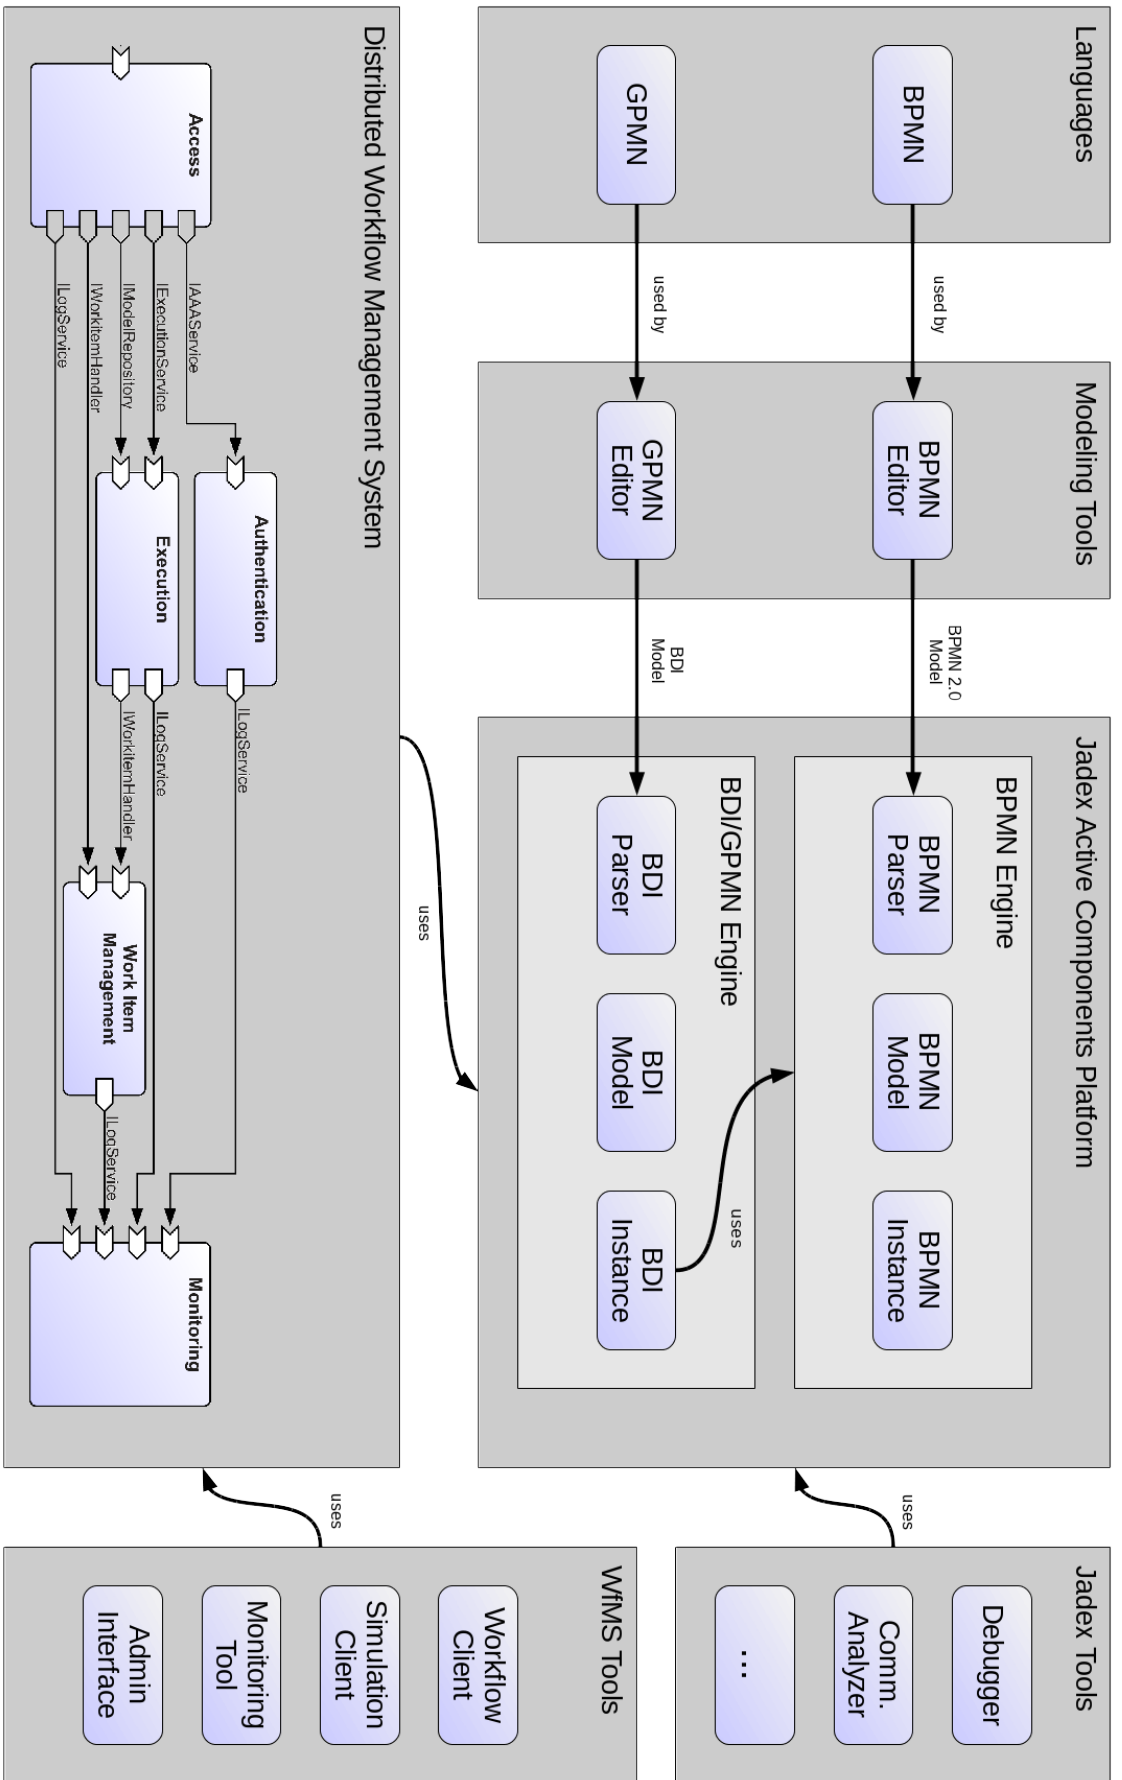 Languages
BPMN
GPMN
used by
used by
Modeling Tools
BPMN
Editor
GPMN
Editor
BPMN 2.0
Model
BDI
Model
Jadex Active Components Platform
BPMN Engine
BPMN
Parser
BPMN
Model
BPMN
Instance
BDI/GPMN Engine
BDI
Parser
BDI
Model
BDI
Instance
uses
uses
uses
Jadex Tools
Debugger
Comm.
Analyzer
...
Distributed Workflow Management System
Access
IAAAService
IExecutionService
IModelRepository
IWorkitemHandler
ILogService
Authentication
Execution
ILogService
ILogService
IWorkitemHandler
Work Item
Management
ILogService
Monitoring
uses
WfMS Tools
Workflow
Client
Simulation
Client
Monitoring
Tool
Admin
Interface